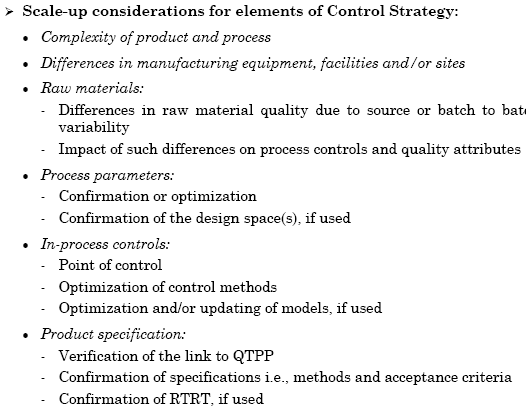 ➢ Scale-up considerations for elements of Control Strategy:
• Complexity of product and process
• Differences in manufacturing equipment, facilities and/or sites
• Raw materials:
- Differences in raw material quality due to source or batch to
variability
- Impact of such differences on process controls and quality attributes
• Process parameters:
- Confirmation or optimization
- Confirmation of the design space(s), if used
• In-process controls:
- Point of control
- Optimization of control methods
- Optimization and/or updating of models, if used
• Product specification:
- Verification of the link to QTPP
- Confirmation of specifications i.e., methods and acceptance criteria
- Confirmation of RTRT, if used